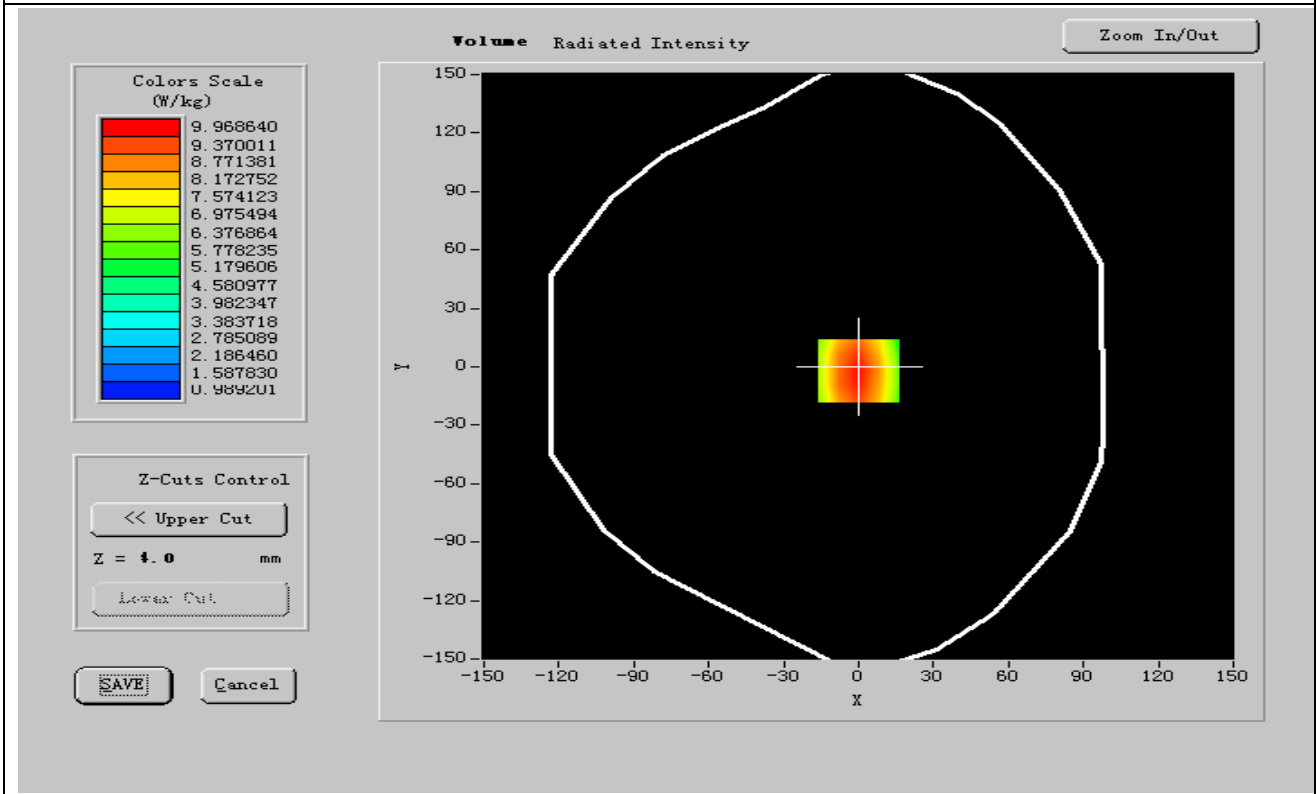 Volume Radiated Intensity
Zoom In/Out
Colors Scale
(W/kg)
9.968640
9.370011
8.771381
8.172752
7.574123
6.975494
6.376864
5.778235
5.179606
4.580977
3.982347
3.383718
2.785089
2.186460
1.587830
0.989201
Z-Cuts Control
<< Upper Cut
Z = 4.0 mm
Lower Cut
SAVE
Cancel
150
120
90
60
30
0
-30
-60
-90
-120
-150
Y
-150 -120 -90 -60 -30 0 30 60 90 120 150
X